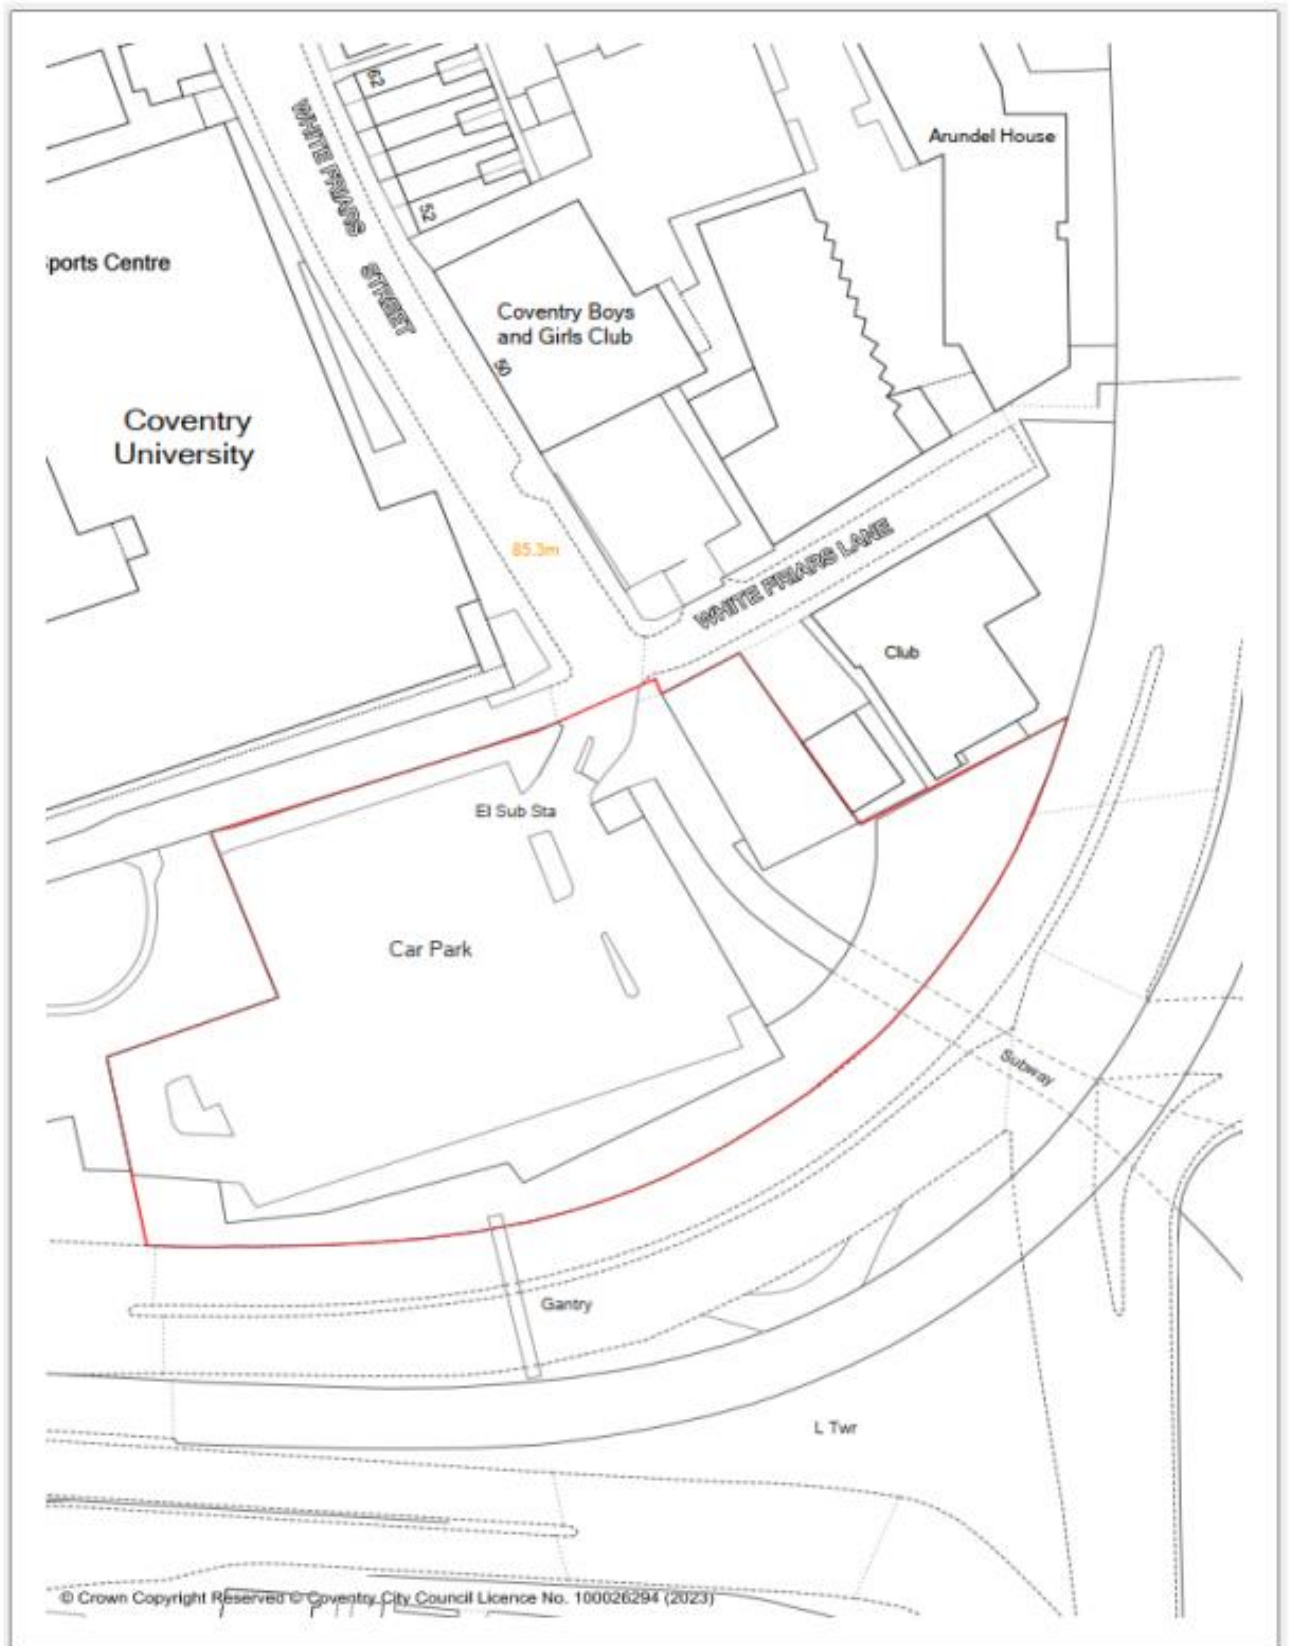 62
WHITE FRIARS
STREET
52
Arundel House
ports Centre
Coventry Boys
and Girls Club
50
Coventry
University
85.3m
WHITE FRIARS LANE
Club
El Sub Sta
Car Park
Subway
Gantry
L Twr
© Crown Copyright Reserved © Coventry City Council Licence No. 100026294 (2023)